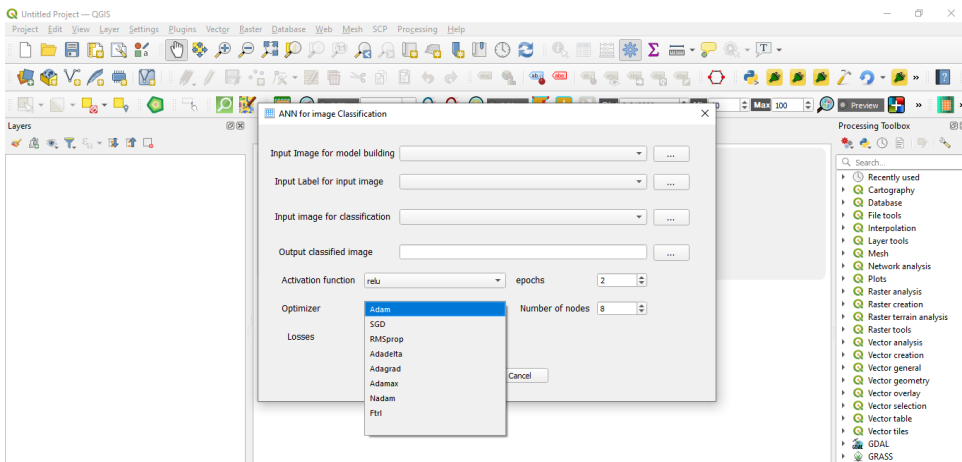 Untitled Project — QGIS
Project Edit View Layer Settings Plugins Vector Raster Database Web Mesh SCP Processing Help
Max 100 Preview
Layers
ANN for image Classification
Input Image for model building ...
Input Label for input image ...
Input image for classification ...
Output classified image ...
Activation function relu epochs 2
Optimizer Adam Number of nodes 8
SGD
Losses
RMSprop
Adadelta
Adagrad
Adamax
Nadam
Ftrl
Cancel
Processing Toolbox
Search...
Recently used
Cartography
Database
File tools
Interpolation
Layer tools
Mesh
Network analysis
Plots
Raster analysis
Raster creation
Raster terrain analysis
Raster tools
Vector analysis
Vector creation
Vector general
Vector geometry
Vector overlay
Vector selection
Vector table
Vector tiles
GDAL
GRASS